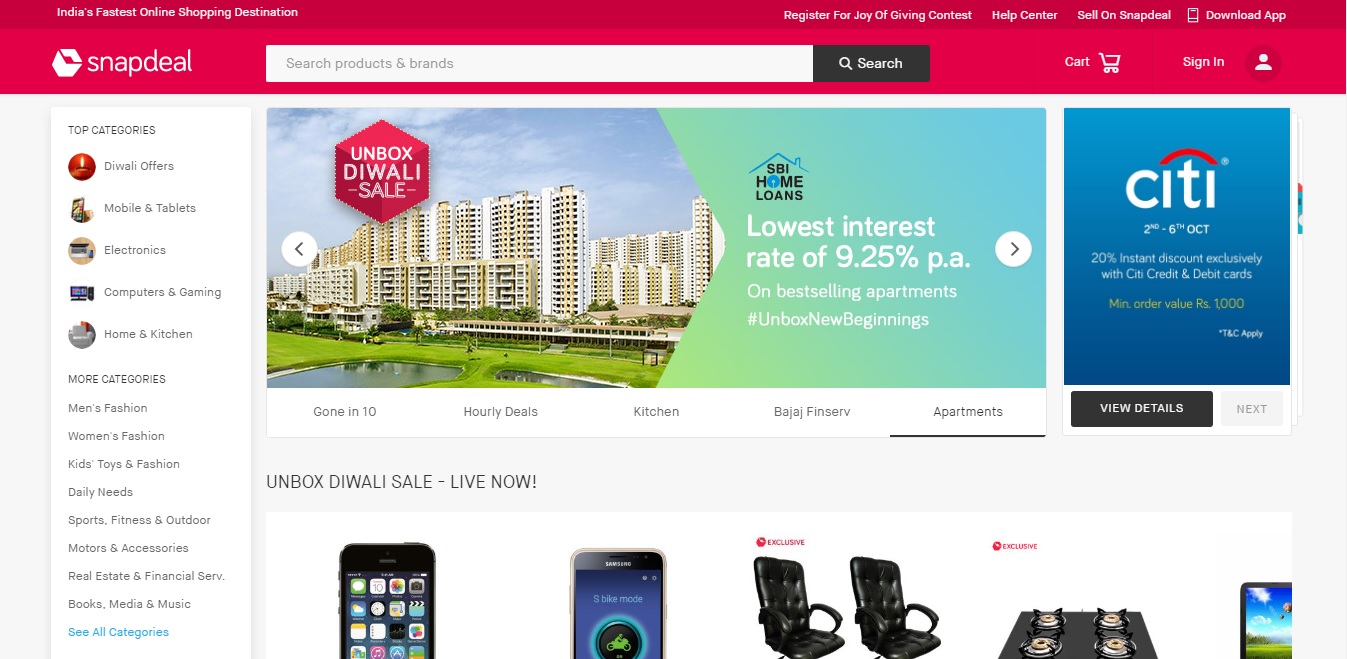 India's Fastest Online Shopping Destination
Register For Joy Of Giving Contest
Help Center
Sell On Snapdeal
Download App
snapdeal
Search products & brands
Search
Cart
Sign In
TOP CATEGORIES
Diwali Offers
Mobile & Tablets
Electronics
Computers & Gaming
Home & Kitchen
MORE CATEGORIES
Men's Fashion
Women's Fashion
Kids' Toys & Fashion
Daily Needs
Sports, Fitness & Outdoor
Motors & Accessories
Real Estate & Financial Serv.
Books, Media & Music
See All Categories
UNBOX
DIWALI
SALE
SBI
HOME
LOANS
Lowest interest
rate of 9.25% p.a.
On bestselling apartments
#UnboxNewBeginnings
Gone in 10
Hourly Deals
Kitchen
Bajaj Finserv
Apartments
citi®
2ND - 6TH OCT
20% Instant discount exclusively
with Citi Credit & Debit cards
Min. order value Rs. 1,000
*T&C Apply
VIEW DETAILS
NEXT
UNBOX DIWALI SALE - LIVE NOW!
SAMSUNG
S bike mode
EXCLUSIVE
EXCLUSIVE